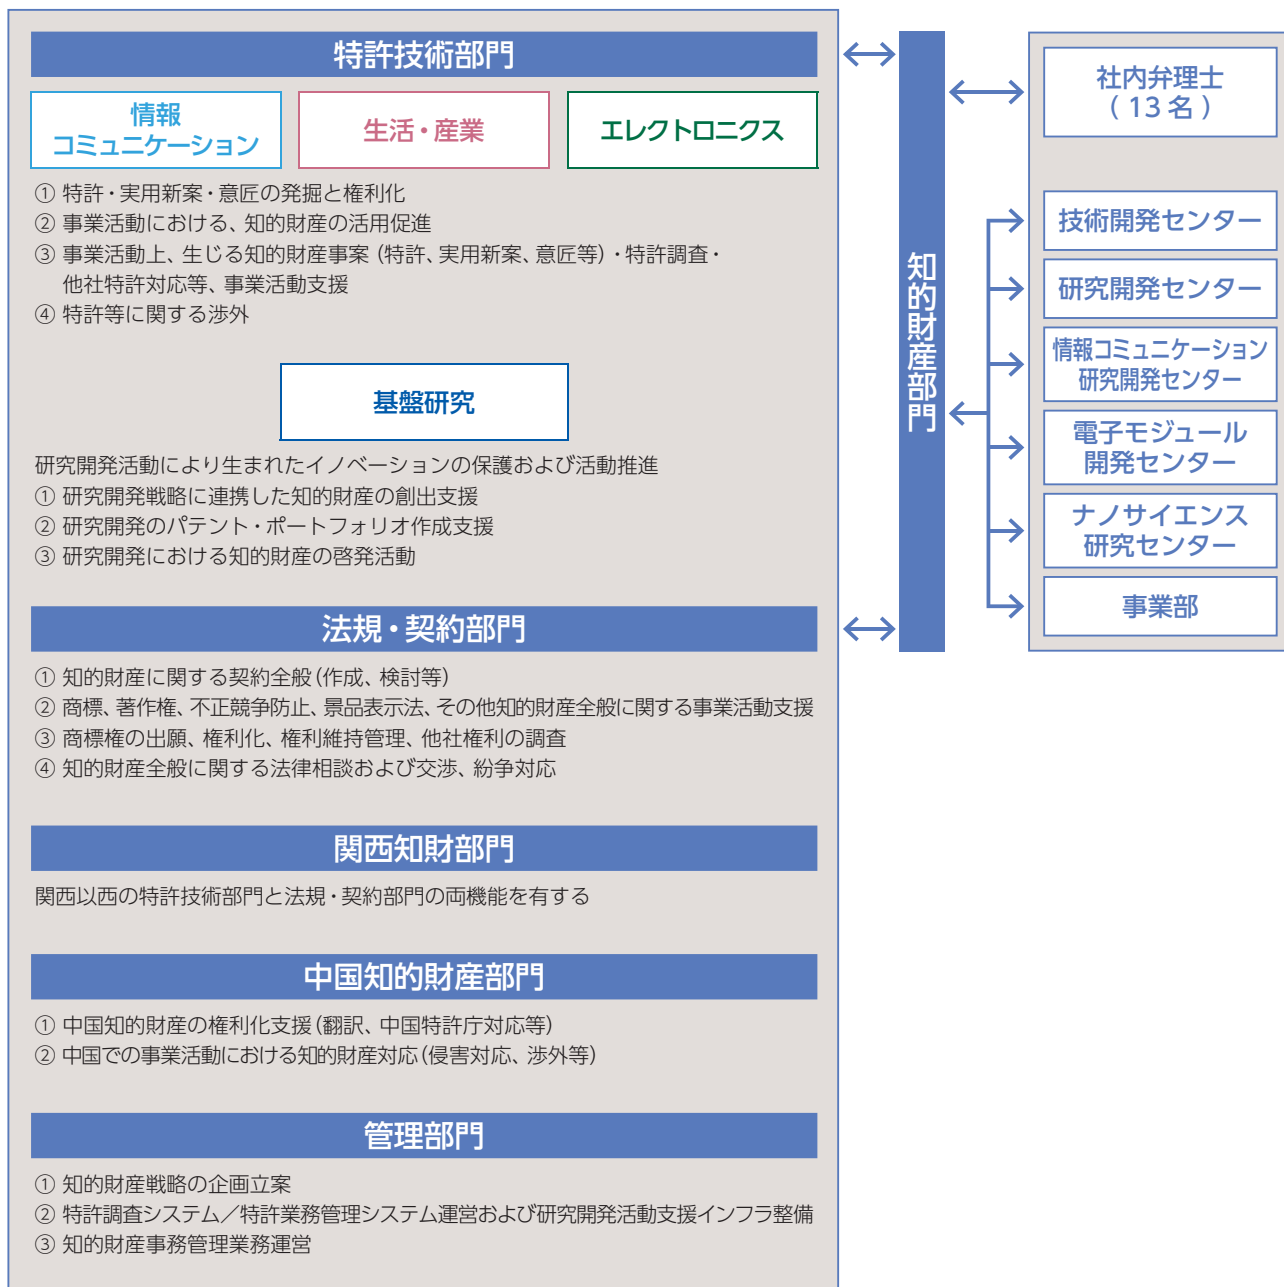 特許技術部門
情報
コミュニケーション
生活・産業
エレクトロニクス
① 特許・実用新案・意匠の発掘と権利化
② 事業活動における、知的財産の活用促進
③ 事業活動上、生じる知的財産事案（特許、実用新案、意匠等）・特許調査・
他社特許対応等、事業活動支援
④ 特許等に関する渉外
基盤研究
研究開発活動により生まれたイノベーションの保護および活動推進
① 研究開発戦略に連携した知的財産の創出支援
② 研究開発のパテント・ポートフォリオ作成支援
③ 研究開発における知的財産の啓発活動
法規・契約部門
① 知的財産に関する契約全般（作成、検討等）
② 商標、著作権、不正競争防止、景品表示法、その他知的財産全般に関する事業活動支援
③ 商標権の出願、権利化、権利維持管理、他社権利の調査
④ 知的財産全般に関する法律相談および交渉、紛争対応
関西知財部門
関西以西の特許技術部門と法規・契約部門の両機能を有する
中国知的財産部門
① 中国知的財産の権利化支援（翻訳、中国特許庁対応等）
② 中国での事業活動における知的財産対応（侵害対応、渉外等）
管理部門
① 知的財産戦略の企画立案
② 特許調査システム／特許業務管理システム運営および研究開発活動支援インフラ整備
③ 知的財産事務管理業務運営
知的財産部門
社内弁理士
（ 13 名 ）
技術開発センター
研究開発センター
情報コミュニケーション
研究開発センター
電子モジュール
開発センター
ナノサイエンス
研究センター
事業部